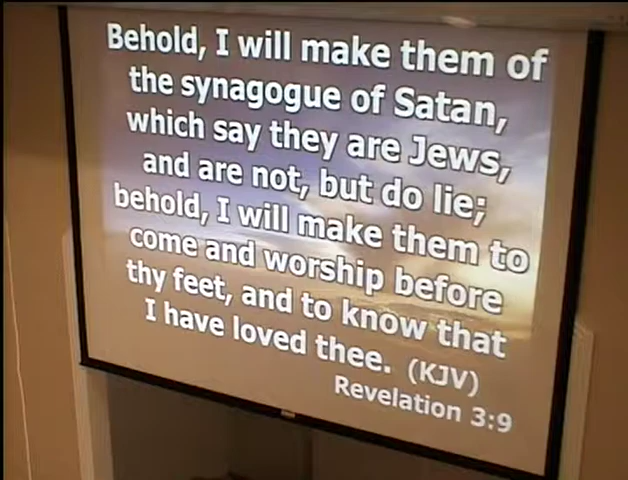 Behold, I will make them of
the synagogue of Satan,
which say they are Jews,
and are not, but do lie;
behold, I will make them to
come and worship before
thy feet, and to know that
I have loved thee. (KJV)
Revelation 3:9